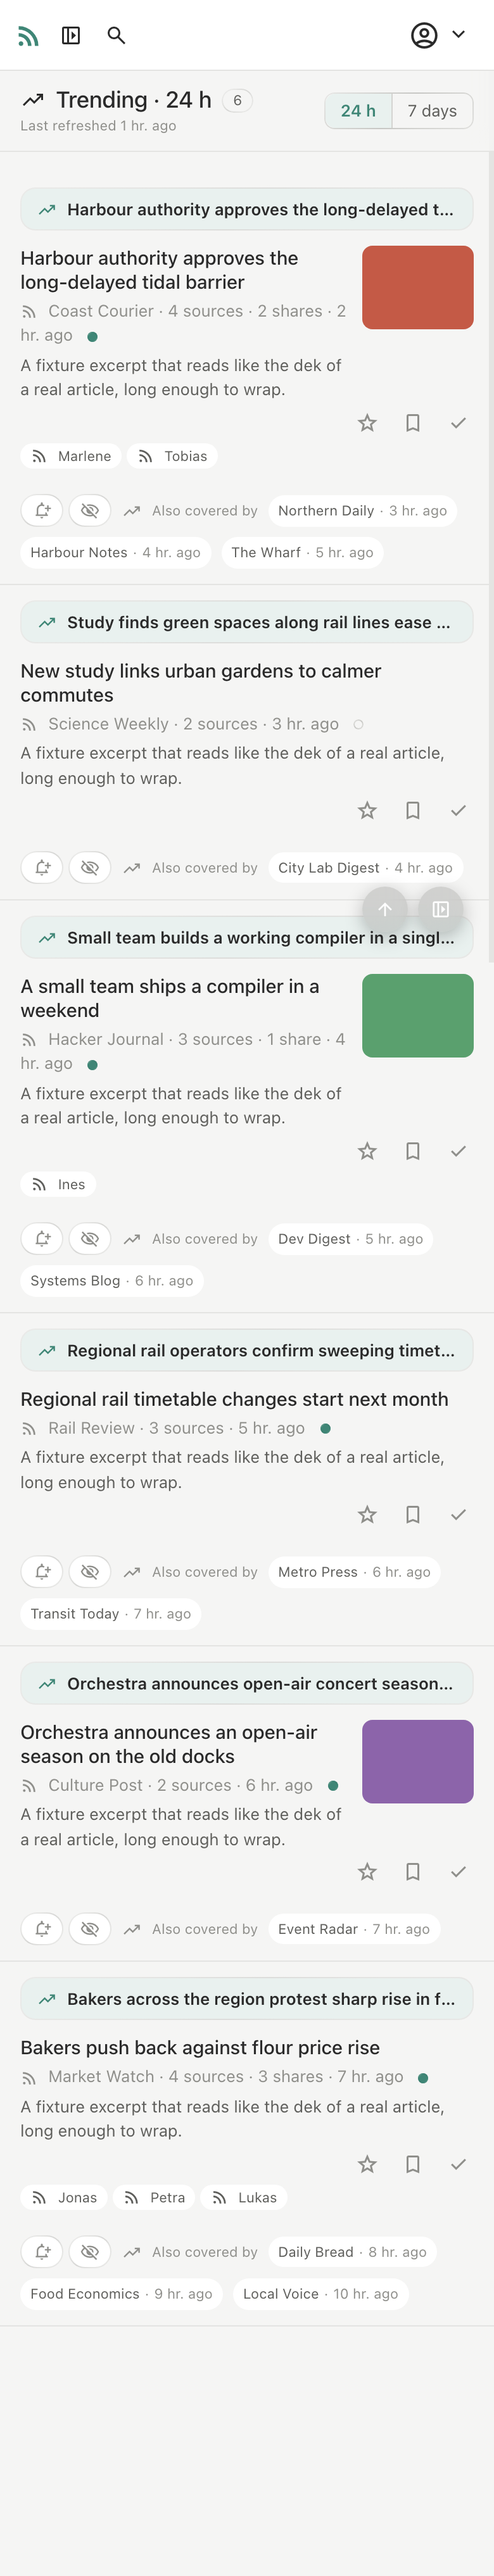 Trending · 24 h 6
Last refreshed 1 hr. ago
24 h 7 days
Harbour authority approves the long-delayed t...
Harbour authority approves the
long-delayed tidal barrier
Coast Courier · 4 sources · 2 shares · 2
hr. ago
A fixture excerpt that reads like the dek of
a real article, long enough to wrap.
Marlene Tobias
Also covered by Northern Daily · 3 hr. ago
Harbour Notes · 4 hr. ago The Wharf · 5 hr. ago
Study finds green spaces along rail lines ease ...
New study links urban gardens to calmer
commutes
Science Weekly · 2 sources · 3 hr. ago
A fixture excerpt that reads like the dek of a real article,
long enough to wrap.
Also covered by City Lab Digest · 4 hr. ago
Small team builds a working compiler in a singl...
A small team ships a compiler in a
weekend
Hacker Journal · 3 sources · 1 share · 4
hr. ago
A fixture excerpt that reads like the dek of
a real article, long enough to wrap.
Ines
Also covered by Dev Digest · 5 hr. ago
Systems Blog · 6 hr. ago
Regional rail operators confirm sweeping timet...
Regional rail timetable changes start next month
Rail Review · 3 sources · 5 hr. ago
A fixture excerpt that reads like the dek of a real article,
long enough to wrap.
Also covered by Metro Press · 6 hr. ago
Transit Today · 7 hr. ago
Orchestra announces open-air concert season...
Orchestra announces an open-air
season on the old docks
Culture Post · 2 sources · 6 hr. ago
A fixture excerpt that reads like the dek of
a real article, long enough to wrap.
Also covered by Event Radar · 7 hr. ago
Bakers across the region protest sharp rise in f...
Bakers push back against flour price rise
Market Watch · 4 sources · 3 shares · 7 hr. ago
A fixture excerpt that reads like the dek of a real article,
long enough to wrap.
Jonas Petra Lukas
Also covered by Daily Bread · 8 hr. ago
Food Economics · 9 hr. ago Local Voice · 10 hr. ago